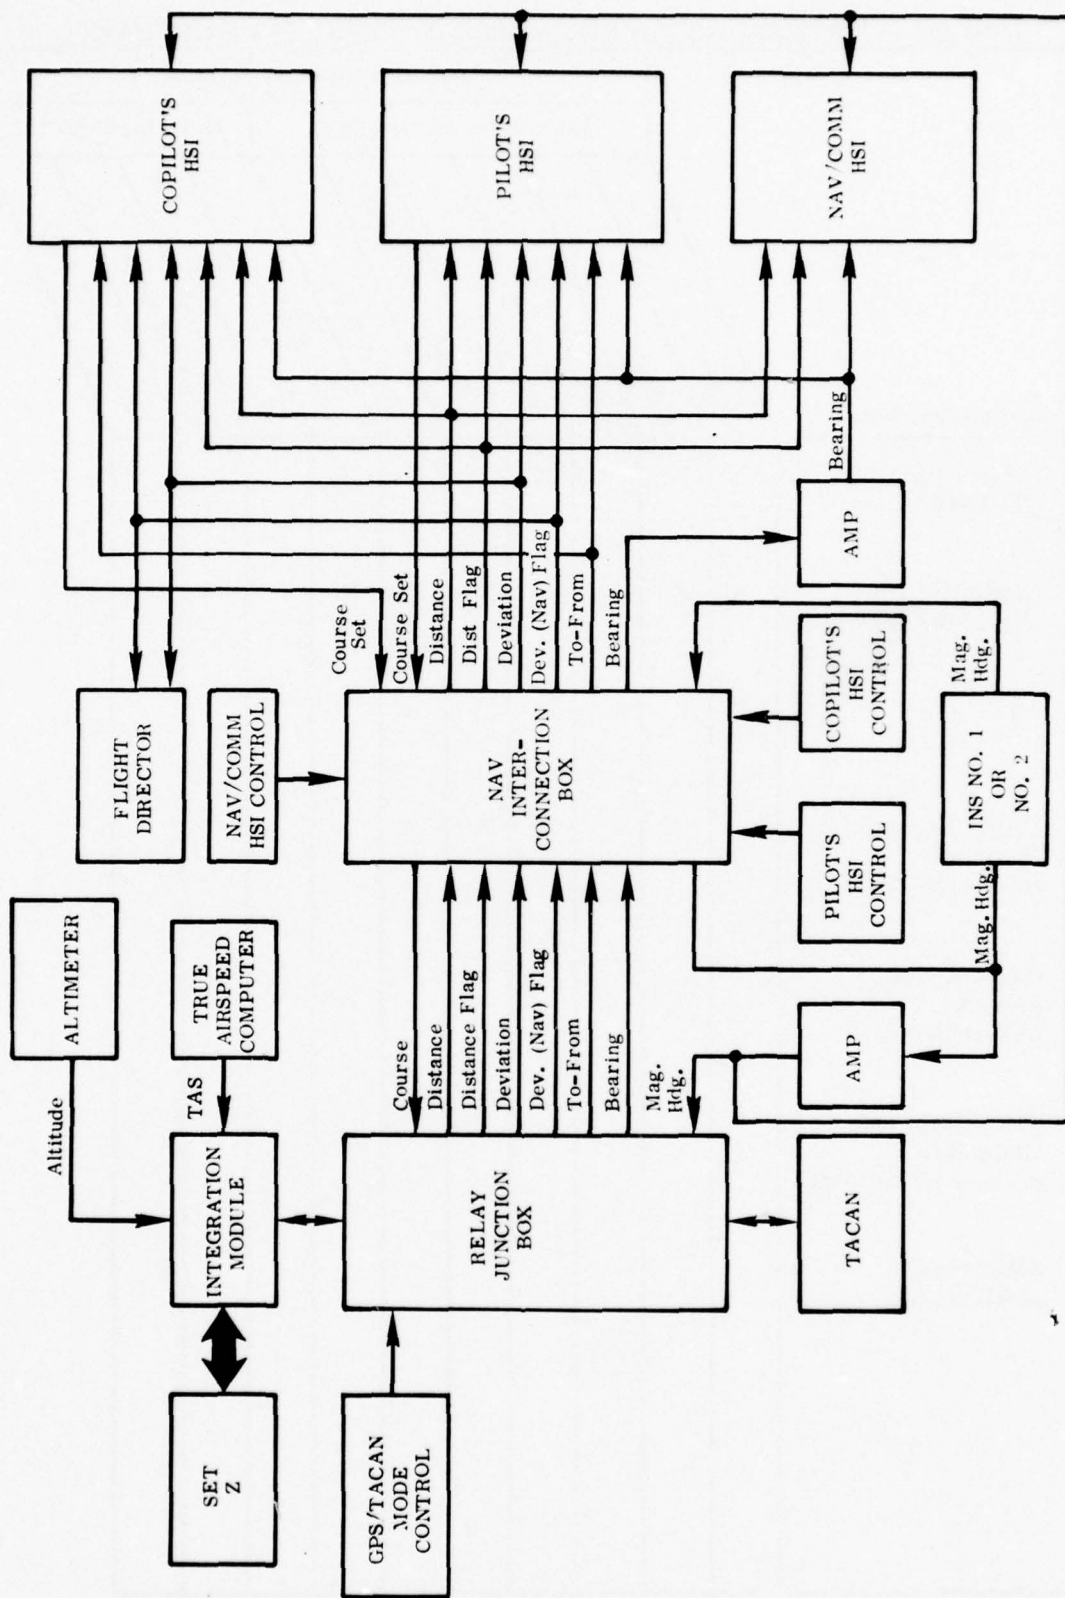 SET
Z
GPS/TACAN
MODE
CONTROL
Altitude
ALTIMETER
TAS
TRUE
AIRSPEED
COMPUTER
INTEGRATION
MODULE
RELAY
JUNCTION
BOX
TACAN
Course
Distance
Distance Flag
Deviation
Dev. (Nav) Flag
To-From
Bearing
Mag.
Hdg.
AMP
FLIGHT
DIRECTOR
NAV/COMM
HSI CONTROL
NAV
INTER-
CONNECTION
BOX
PILOT'S
HSI
CONTROL
COPILOT'S
HSI
CONTROL
Mag. Hdg.
INS NO. 1
OR
NO. 2
Mag.
Hdg.
Course
Set
Course Set
Distance
Dist Flag
Deviation
Dev. (Nav) Flag
To-From
Bearing
AMP
Bearing
COPILOT'S
HSI
PILOT'S
HSI
NAV/COMM
HSI